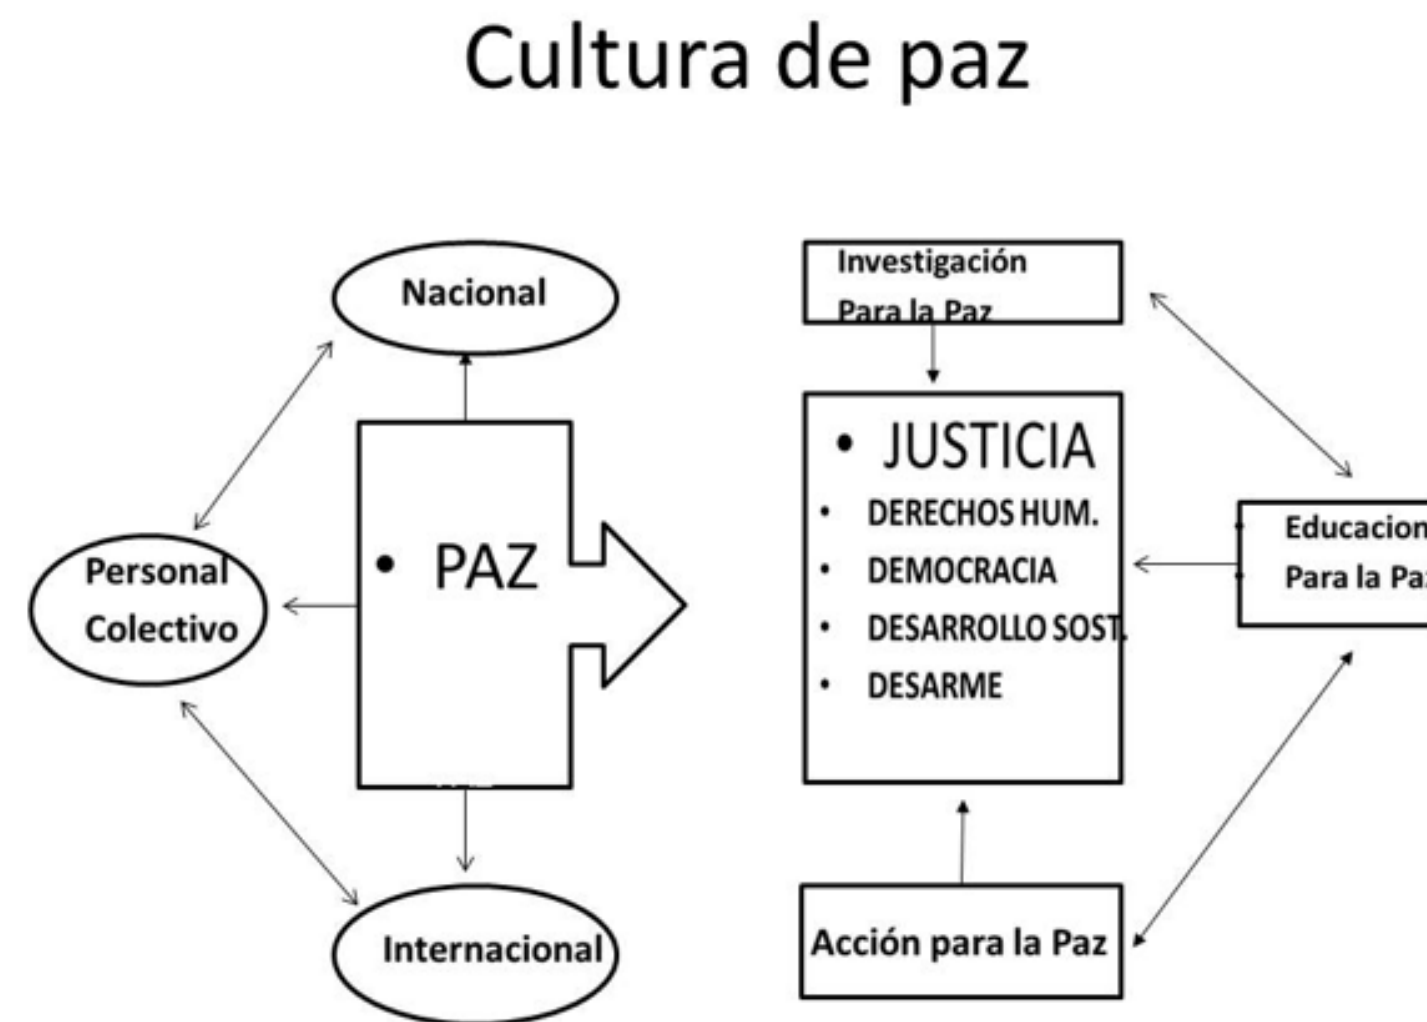 Cultura de paz
Nacional
Personal
Colectivo
• PAZ
Internacional
Investigación
Para la Paz
• JUSTICIA
• DERECHOS HUM.
• DEMOCRACIA
• DESARROLLO SOST.
• DESARME
• Educacion
• Para la Paz
Acción para la Paz